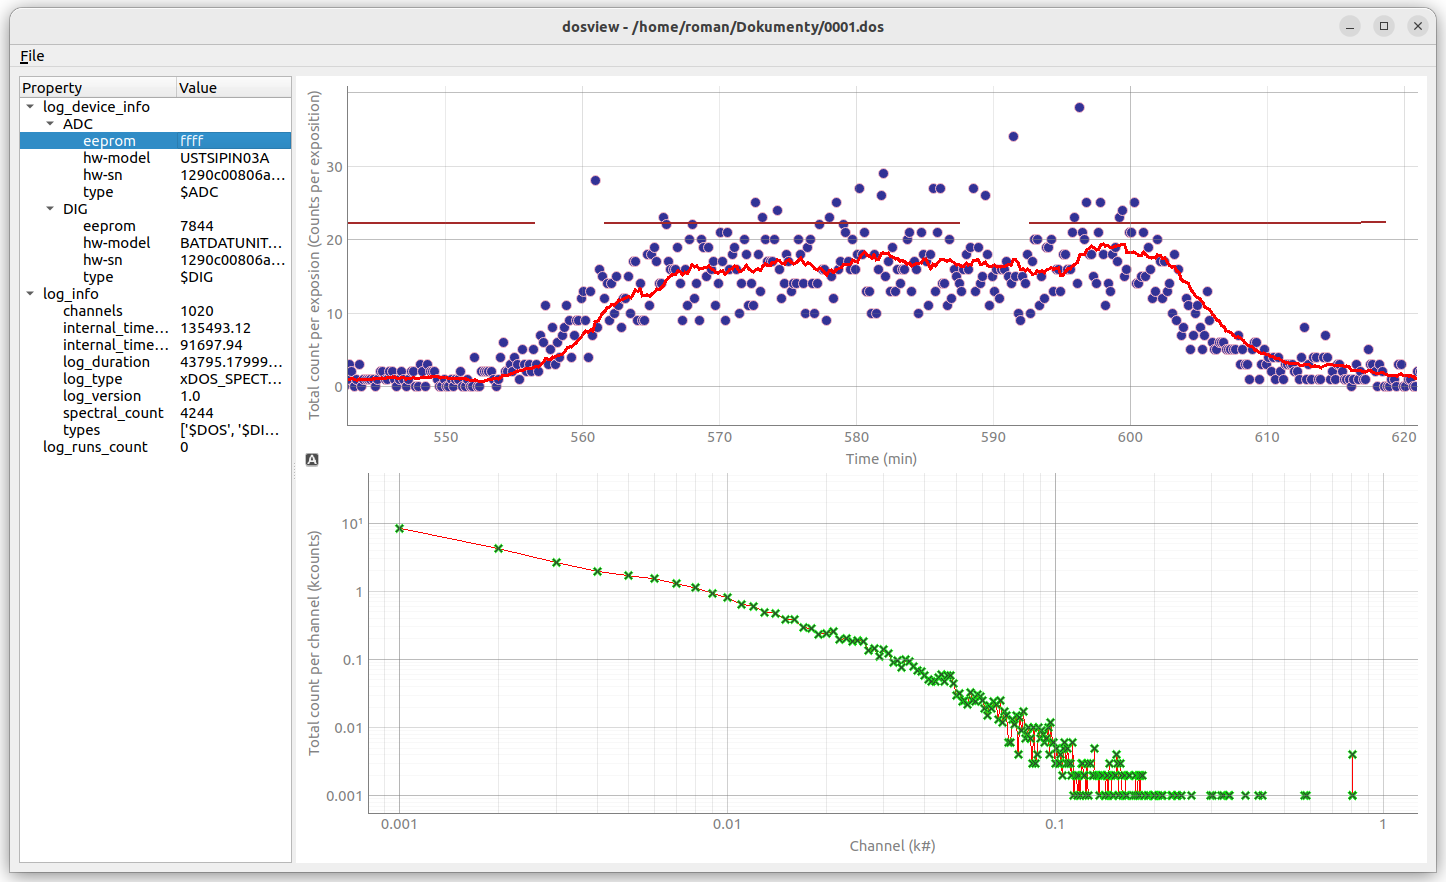 dosview - /home/roman/Dokumenty/0001.dos
File
Property Value
log_device_info
ADC
eeprom ffff
hw-model USTSIPIN03A
hw-sn 1290c00806a...
type $ADC
DIG
eeprom 7844
hw-model BATDATUNIT...
hw-sn 1290c00806a...
type $DIG
log_info
channels 1020
internal_time... 135493.12
internal_time... 91697.94
log_duration 43795.17999...
log_type xDOS_SPECT...
log_version 1.0
spectral_count 4244
types ['$DOS', '$DI...
log_runs_count 0
Total count per exposion (Counts per exposition)
30
20
10
0
550 560 570 580 590 600 610 620
Time (min)
A
Total count per channel (kcounts)
10¹
1
0.1
0.01
0.001
0.001 0.01 0.1 1
Channel (k#)